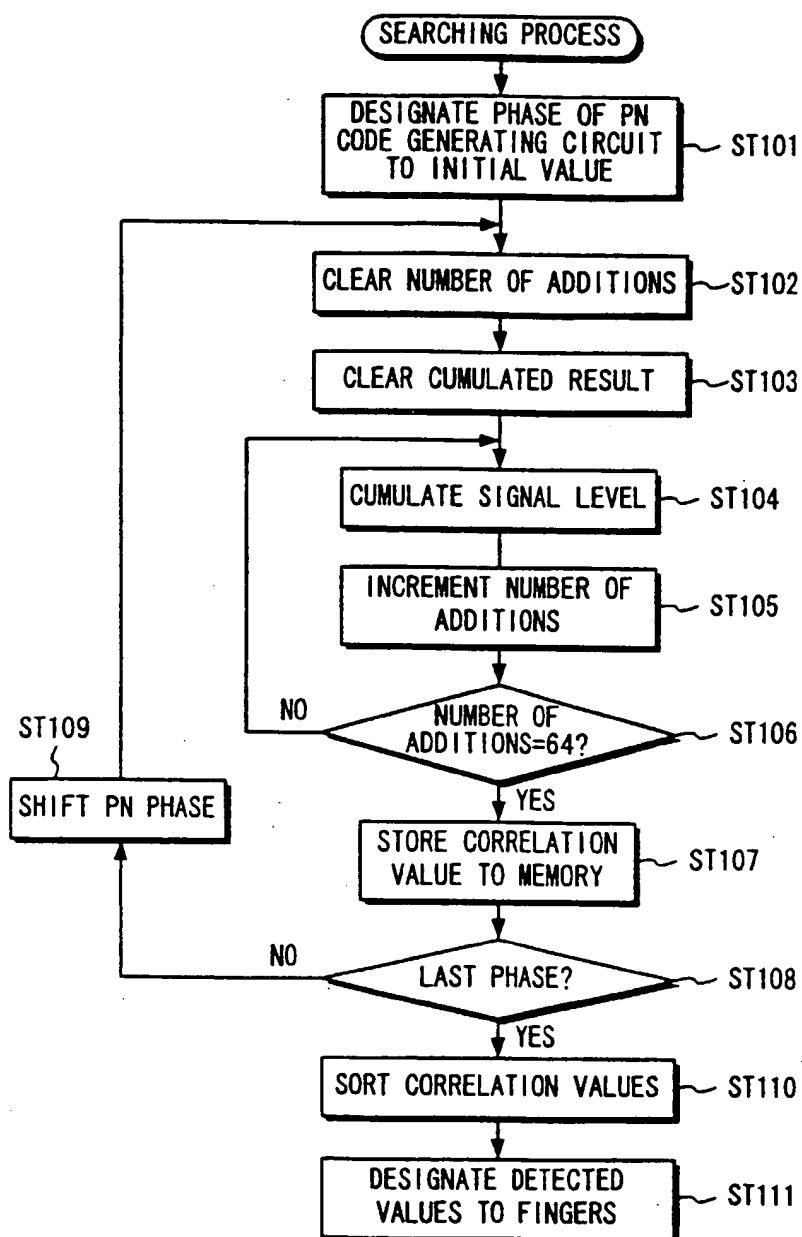 SEARCHING PROCESS
DESIGNATE PHASE OF PN
CODE GENERATING CIRCUIT
TO INITIAL VALUE
ST101
CLEAR NUMBER OF ADDITIONS
ST102
CLEAR CUMULATED RESULT
ST103
CUMULATE SIGNAL LEVEL
ST104
INCREMENT NUMBER OF
ADDITIONS
ST105
NO
NUMBER OF
ADDITIONS=64?
ST106
ST109
SHIFT PN PHASE
YES
STORE CORRELATION
VALUE TO MEMORY
ST107
NO
LAST PHASE?
ST108
YES
SORT CORRELATION VALUES
ST110
DESIGNATE DETECTED
VALUES TO FINGERS
ST111